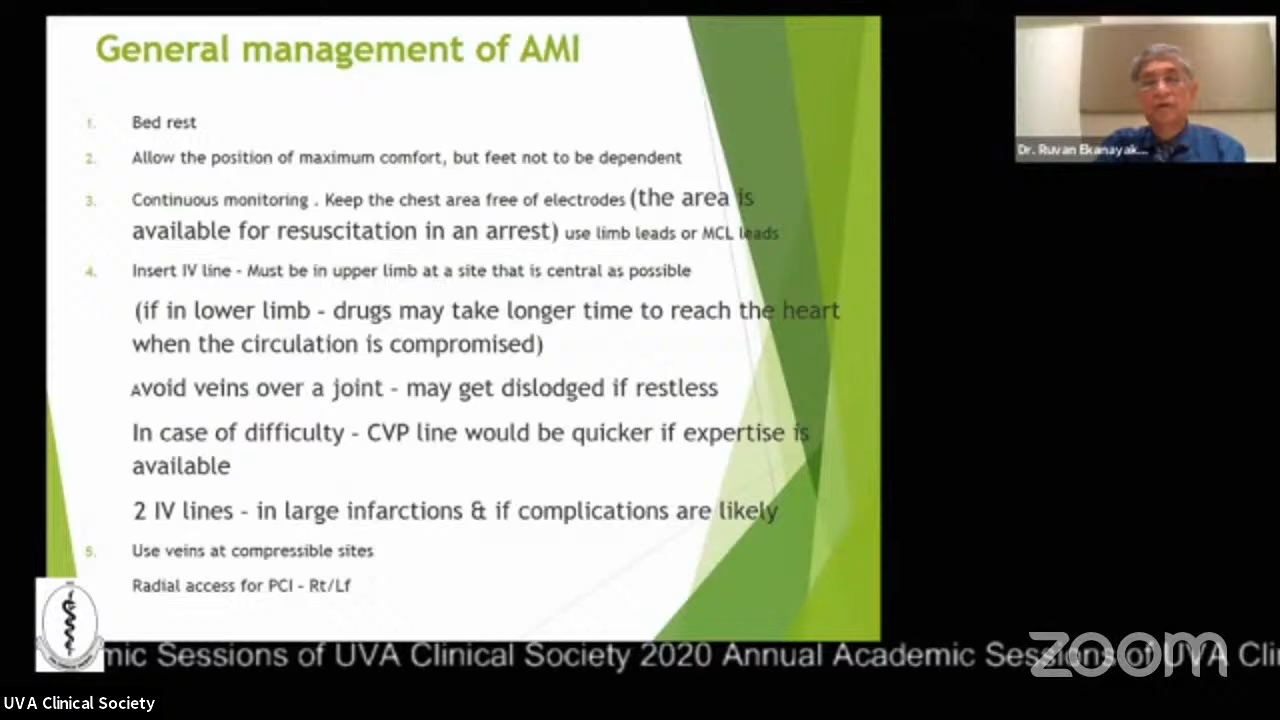 General management of AMI
1. Bed rest
2. Allow the position of maximum comfort, but feet not to be dependent
3. Continuous monitoring . Keep the chest area free of electrodes (the area is
available for resuscitation in an arrest) use limb leads or MCL leads
4. Insert IV line - Must be in upper limb at a site that is central as possible
(if in lower limb - drugs may take longer time to reach the heart
when the circulation is compromised)
Avoid veins over a joint - may get dislodged if restless
In case of difficulty - CVP line would be quicker if expertise is
available
2 IV lines - in large infarctions & if complications are likely
5. Use veins at compressible sites
Radial access for PCI - Rt/Lf
Dr. Ruvan Ekanayak...
mic Sessions of UVA Clinical Society 2020 Annual Academic Sessions of UVA Cli
zoom
UVA Clinical Society